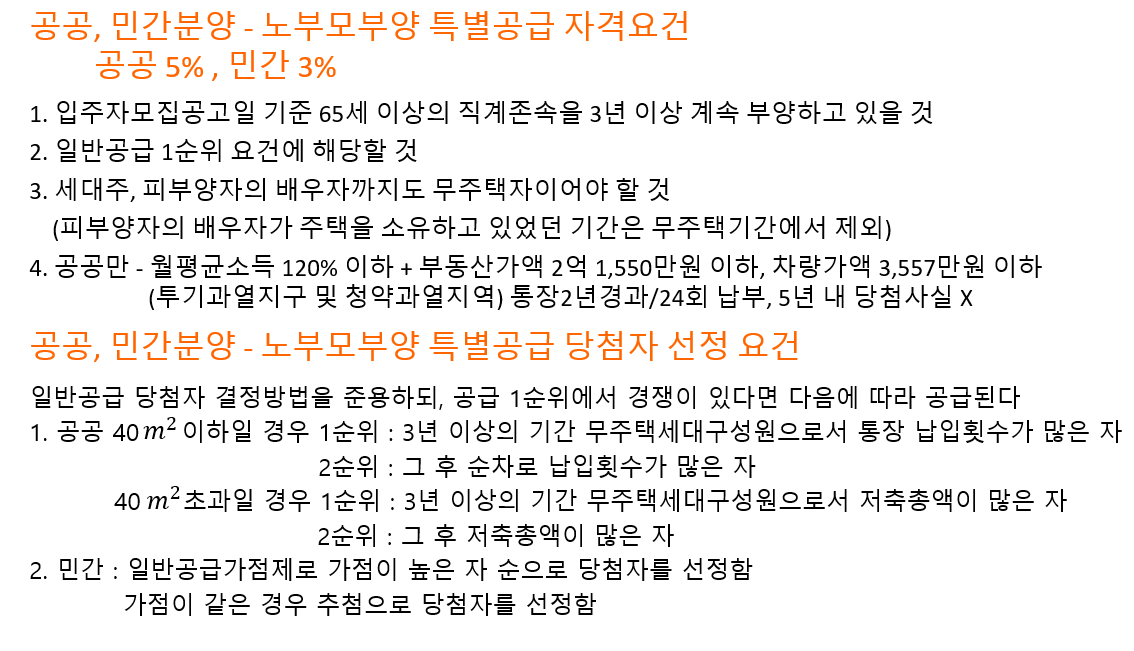 공공, 민간분양 - 노부모부양 특별공급 자격요건
공공 5% , 민간 3%
1. 입주자모집공고일 기준 65세 이상의 직계존속을 3년 이상 계속 부양하고 있을 것
2. 일반공급 1순위 요건에 해당할 것
3. 세대주, 피부양자의 배우자까지도 무주택자이어야 할 것
(피부양자의 배우자가 주택을 소유하고 있었던 기간은 무주택기간에서 제외)
4. 공공만 - 월평균소득 120% 이하 + 부동산가액 2억 1,550만원 이하, 차량가액 3,557만원 이하
(투기과열지구 및 청약과열지역) 통장2년경과/24회 납부, 5년 내 당첨사실 X
공공, 민간분양 - 노부모부양 특별공급 당첨자 선정 요건
일반공급 당첨자 결정방법을 준용하되, 공급 1순위에서 경쟁이 있다면 다음에 따라 공급된다
1. 공공 40 m² 이하일 경우 1순위 : 3년 이상의 기간 무주택세대구성원으로서 통장 납입횟수가 많은 자
2순위 : 그 후 순차로 납입횟수가 많은 자
40 m² 초과일 경우 1순위 : 3년 이상의 기간 무주택세대구성원으로서 저축총액이 많은 자
2순위 : 그 후 저축총액이 많은 자
2. 민간 : 일반공급가점제로 가점이 높은 자 순으로 당첨자를 선정함
가점이 같은 경우 추첨으로 당첨자를 선정함